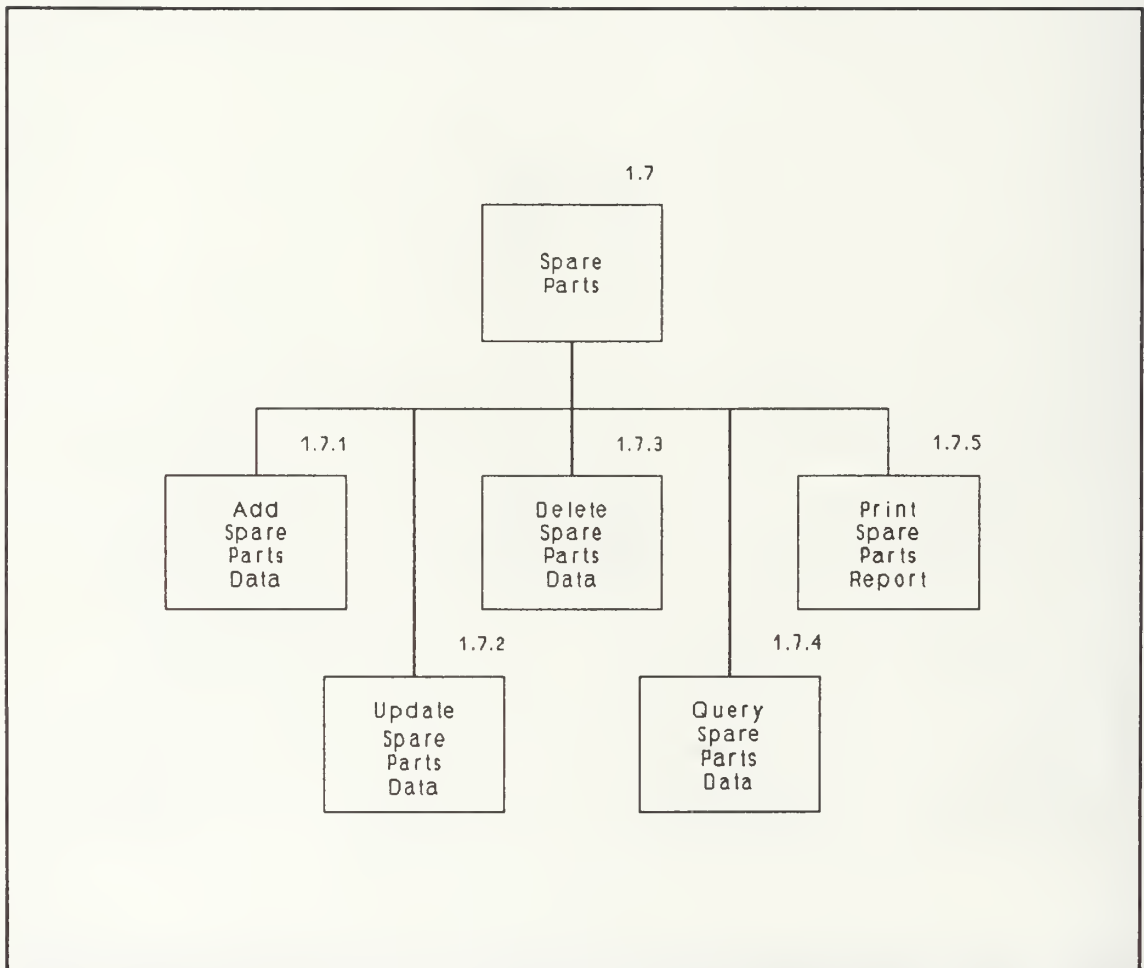 1.7
Spare
Parts
1.7.1
Add
Spare
Parts
Data
1.7.2
Update
Spare
Parts
Data
1.7.3
Delete
Spare
Parts
Data
1.7.4
Query
Spare
Parts
Data
1.7.5
Print
Spare
Parts
Report